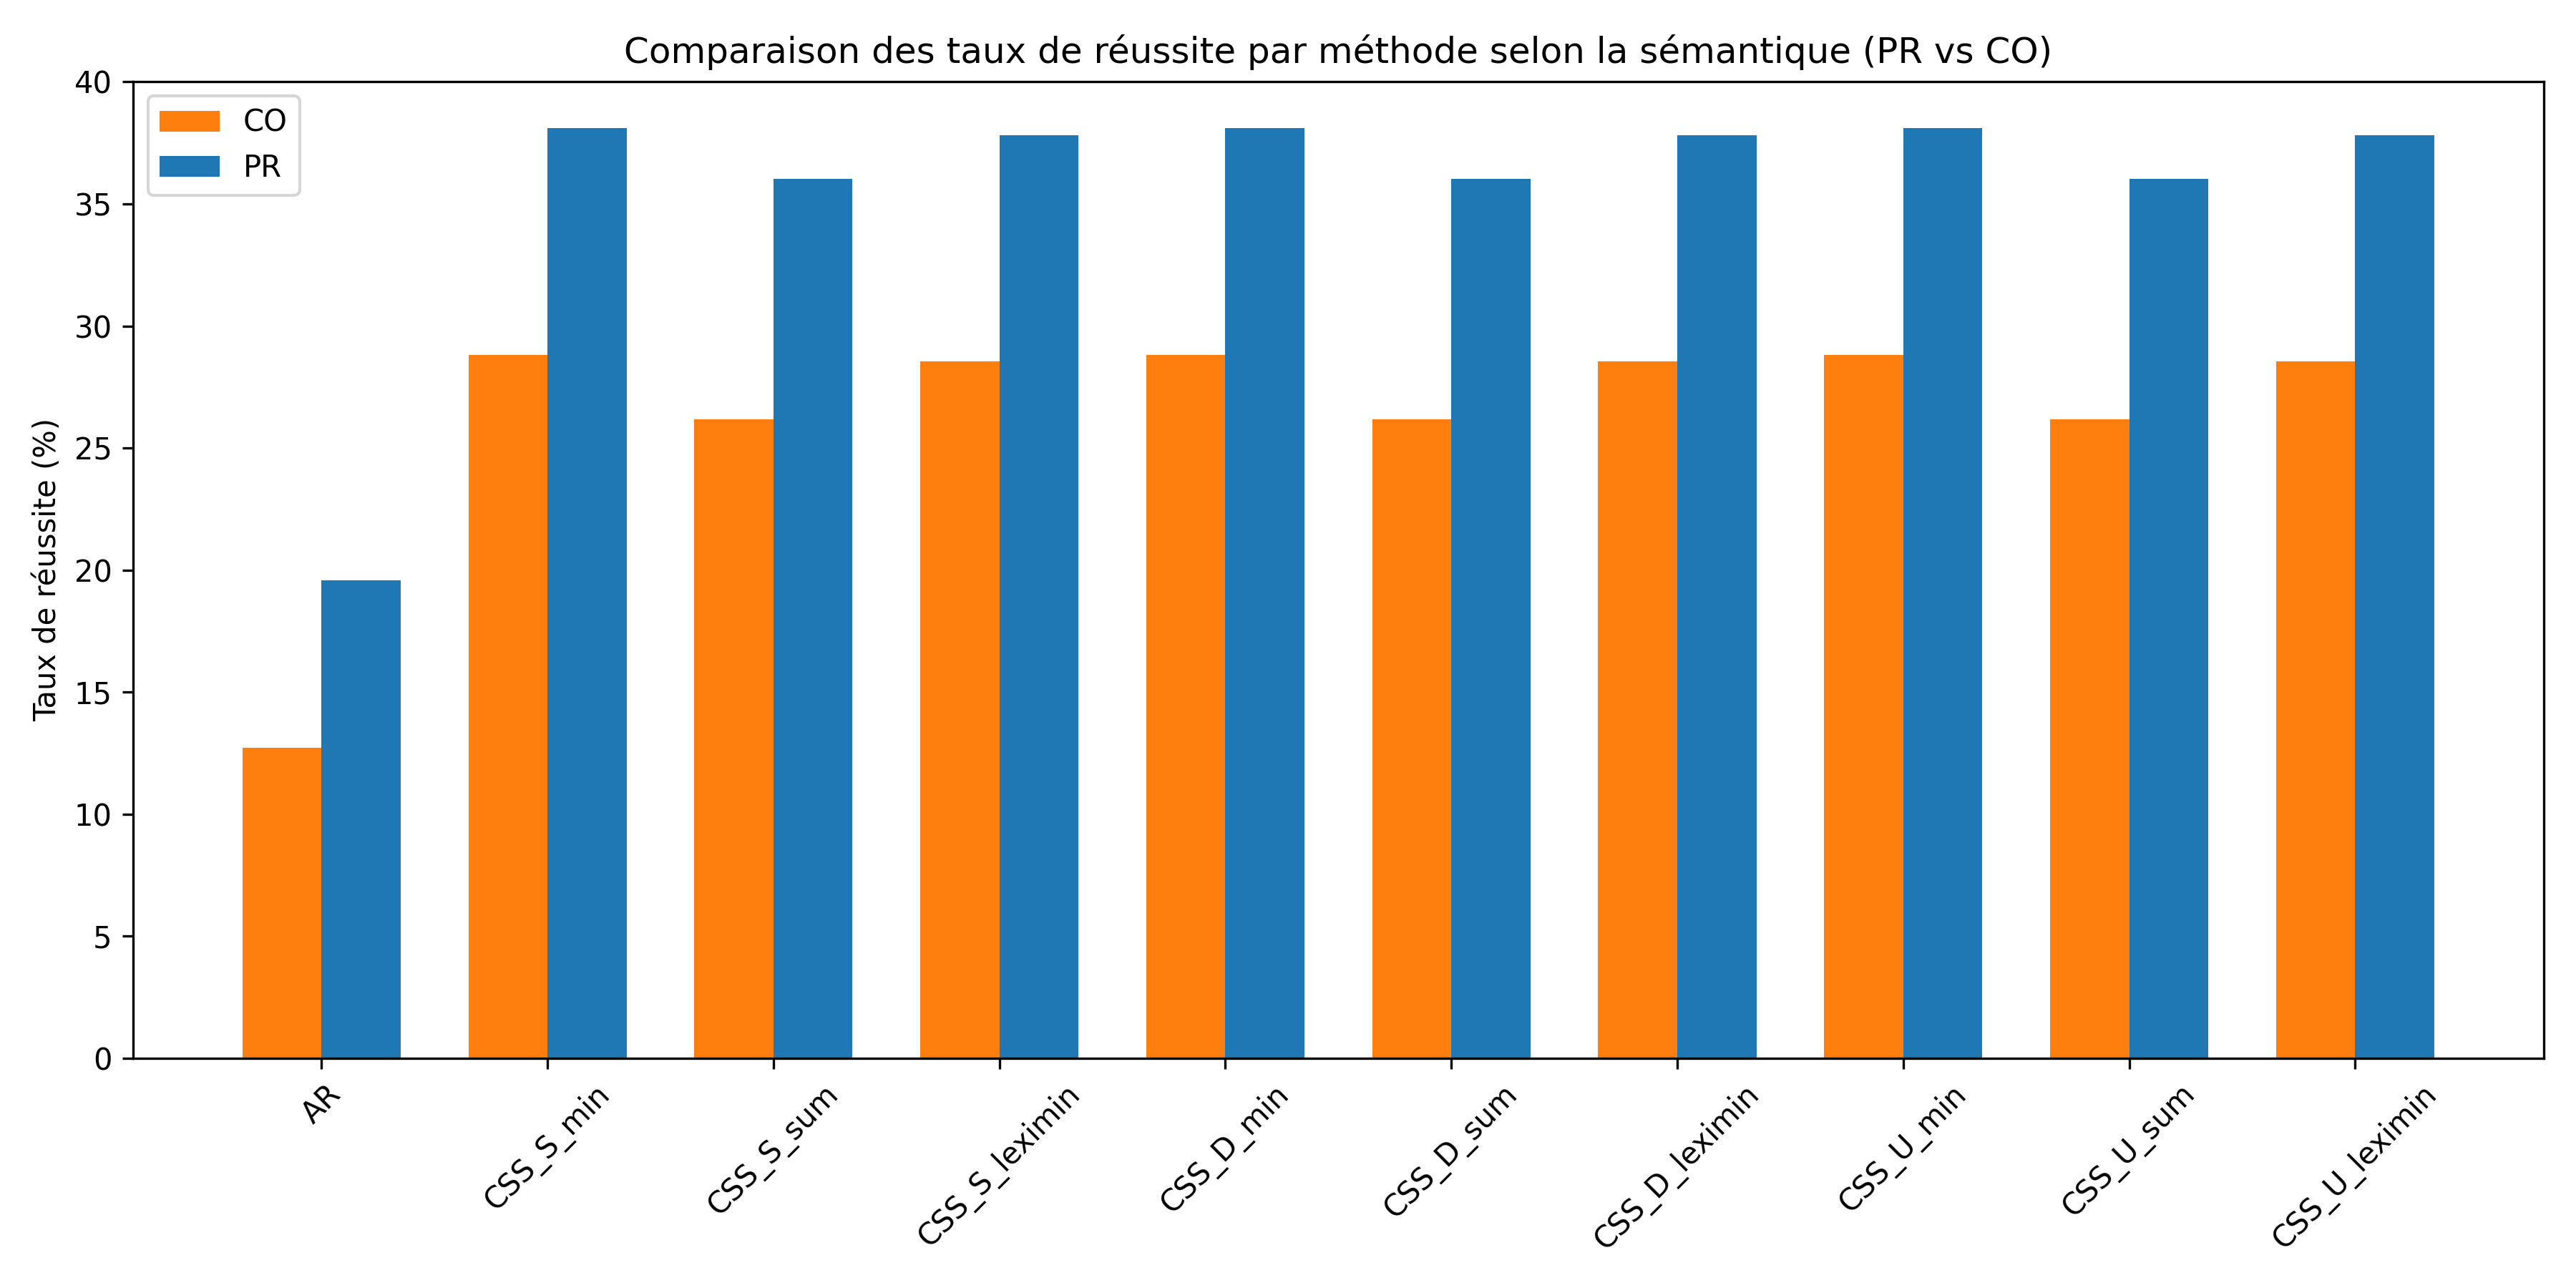 Comparaison des taux de réussite par méthode selon la sémantique (PR vs CO)
CO
PR
Taux de réussite (%)
40
35
30
25
20
15
10
5
0
AR
CSS_S_min
CSS_S_sum
CSS_S_leximin
CSS_D_min
CSS_D_sum
CSS_D_leximin
CSS_U_min
CSS_U_sum
CSS_U_leximin